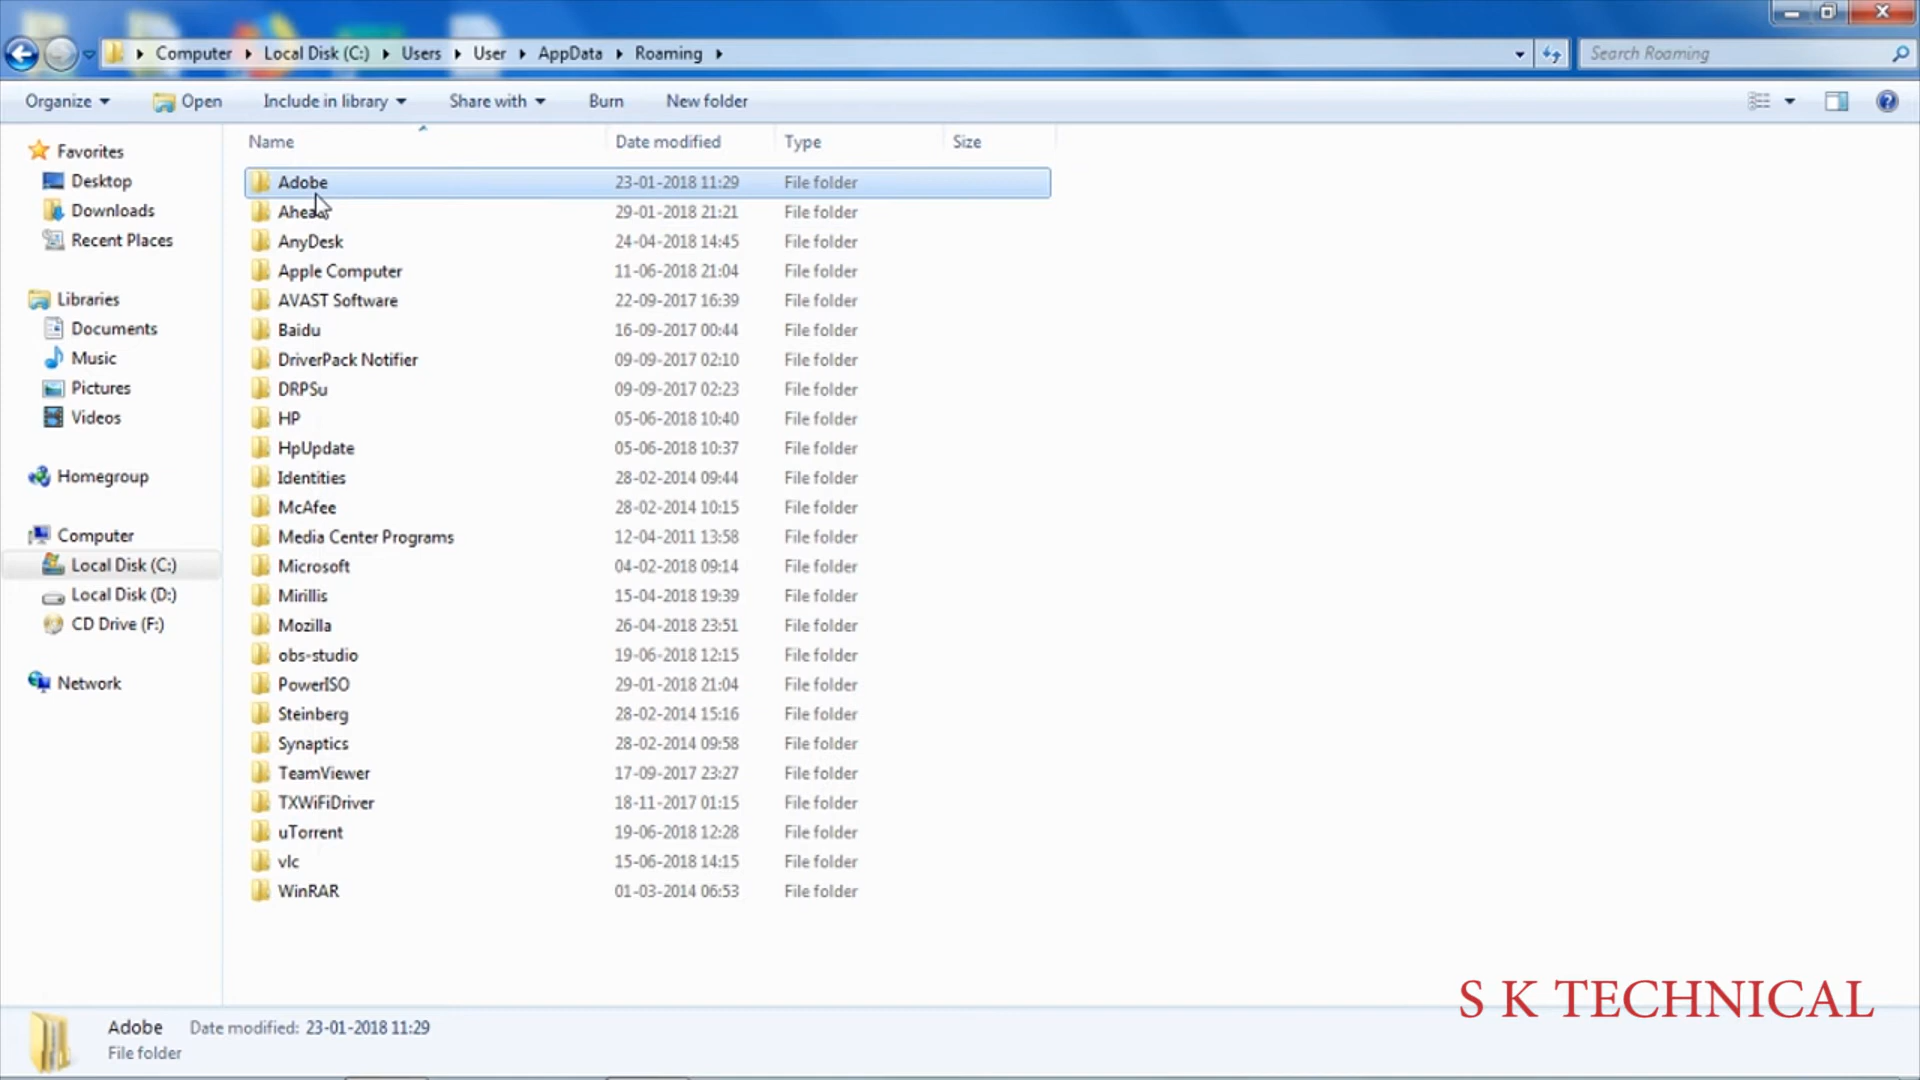 Computer Local Disk (C:) Users User AppData Roaming
Search Roaming
Organize Open Include in library Share with Burn New folder
Name Date modified Type Size
Favorites
Desktop
Downloads
Recent Places
Libraries
Documents
Music
Pictures
Videos
Homegroup
Computer
Local Disk (C:)
Local Disk (D:)
CD Drive (F:)
Network
Adobe 23-01-2018 11:29 File folder
Ahead 29-01-2018 21:21 File folder
AnyDesk 24-04-2018 14:45 File folder
Apple Computer 11-06-2018 21:04 File folder
AVAST Software 22-09-2017 16:39 File folder
Baidu 16-09-2017 00:44 File folder
DriverPack Notifier 09-09-2017 02:10 File folder
DRPSu 09-09-2017 02:23 File folder
HP 05-06-2018 10:40 File folder
HpUpdate 05-06-2018 10:37 File folder
Identities 28-02-2014 09:44 File folder
McAfee 28-02-2014 10:15 File folder
Media Center Programs 12-04-2011 13:58 File folder
Microsoft 04-02-2018 09:14 File folder
Mirillis 15-04-2018 19:39 File folder
Mozilla 26-04-2018 23:51 File folder
obs-studio 19-06-2018 12:15 File folder
PowerISO 29-01-2018 21:04 File folder
Steinberg 28-02-2014 15:16 File folder
Synaptics 28-02-2014 09:58 File folder
TeamViewer 17-09-2017 23:27 File folder
TXWiFiDriver 18-11-2017 01:15 File folder
uTorrent 19-06-2018 12:28 File folder
vlc 15-06-2018 14:15 File folder
WinRAR 01-03-2014 06:53 File folder
S K TECHNICAL
Adobe Date modified: 23-01-2018 11:29
File folder